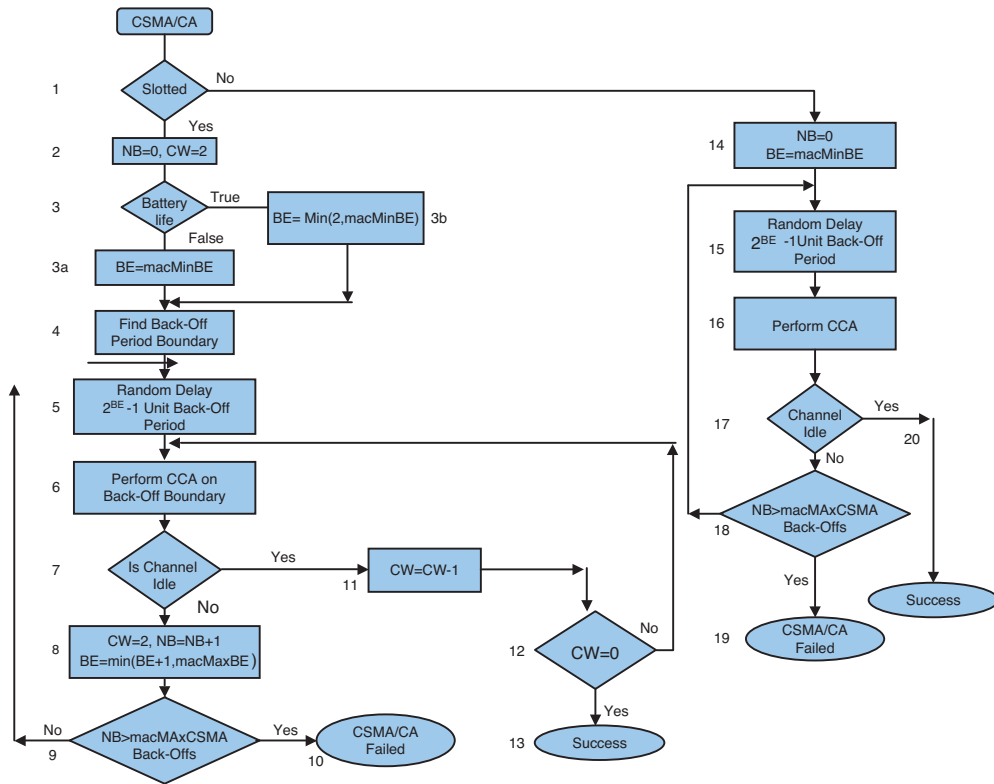 CSMA/CA
1
Slotted
No
Yes
2
NB=0, CW=2
3
Battery
life
True
BE= Min(2,macMinBE)
3b
False
3a
BE=macMinBE
4
Find Back-Off
Period Boundary
5
Random Delay
2^BE -1 Unit Back-Off
Period
6
Perform CCA on
Back-Off Boundary
7
Is Channel
Idle
Yes
11
CW=CW-1
No
8
CW=2, NB=NB+1
BE=min(BE+1,macMaxBE)
12
CW=0
No
Yes
13
Success
No
9
NB>macMAxCSMA
Back-Offs
Yes
10
CSMA/CA
Failed
14
NB=0
BE=macMinBE
15
Random Delay
2^BE -1Unit Back-Off
Period
16
Perform CCA
17
Channel
Idle
Yes
20
No
18
NB>macMAxCSMA
Back-Offs
Yes
Success
19
CSMA/CA
Failed